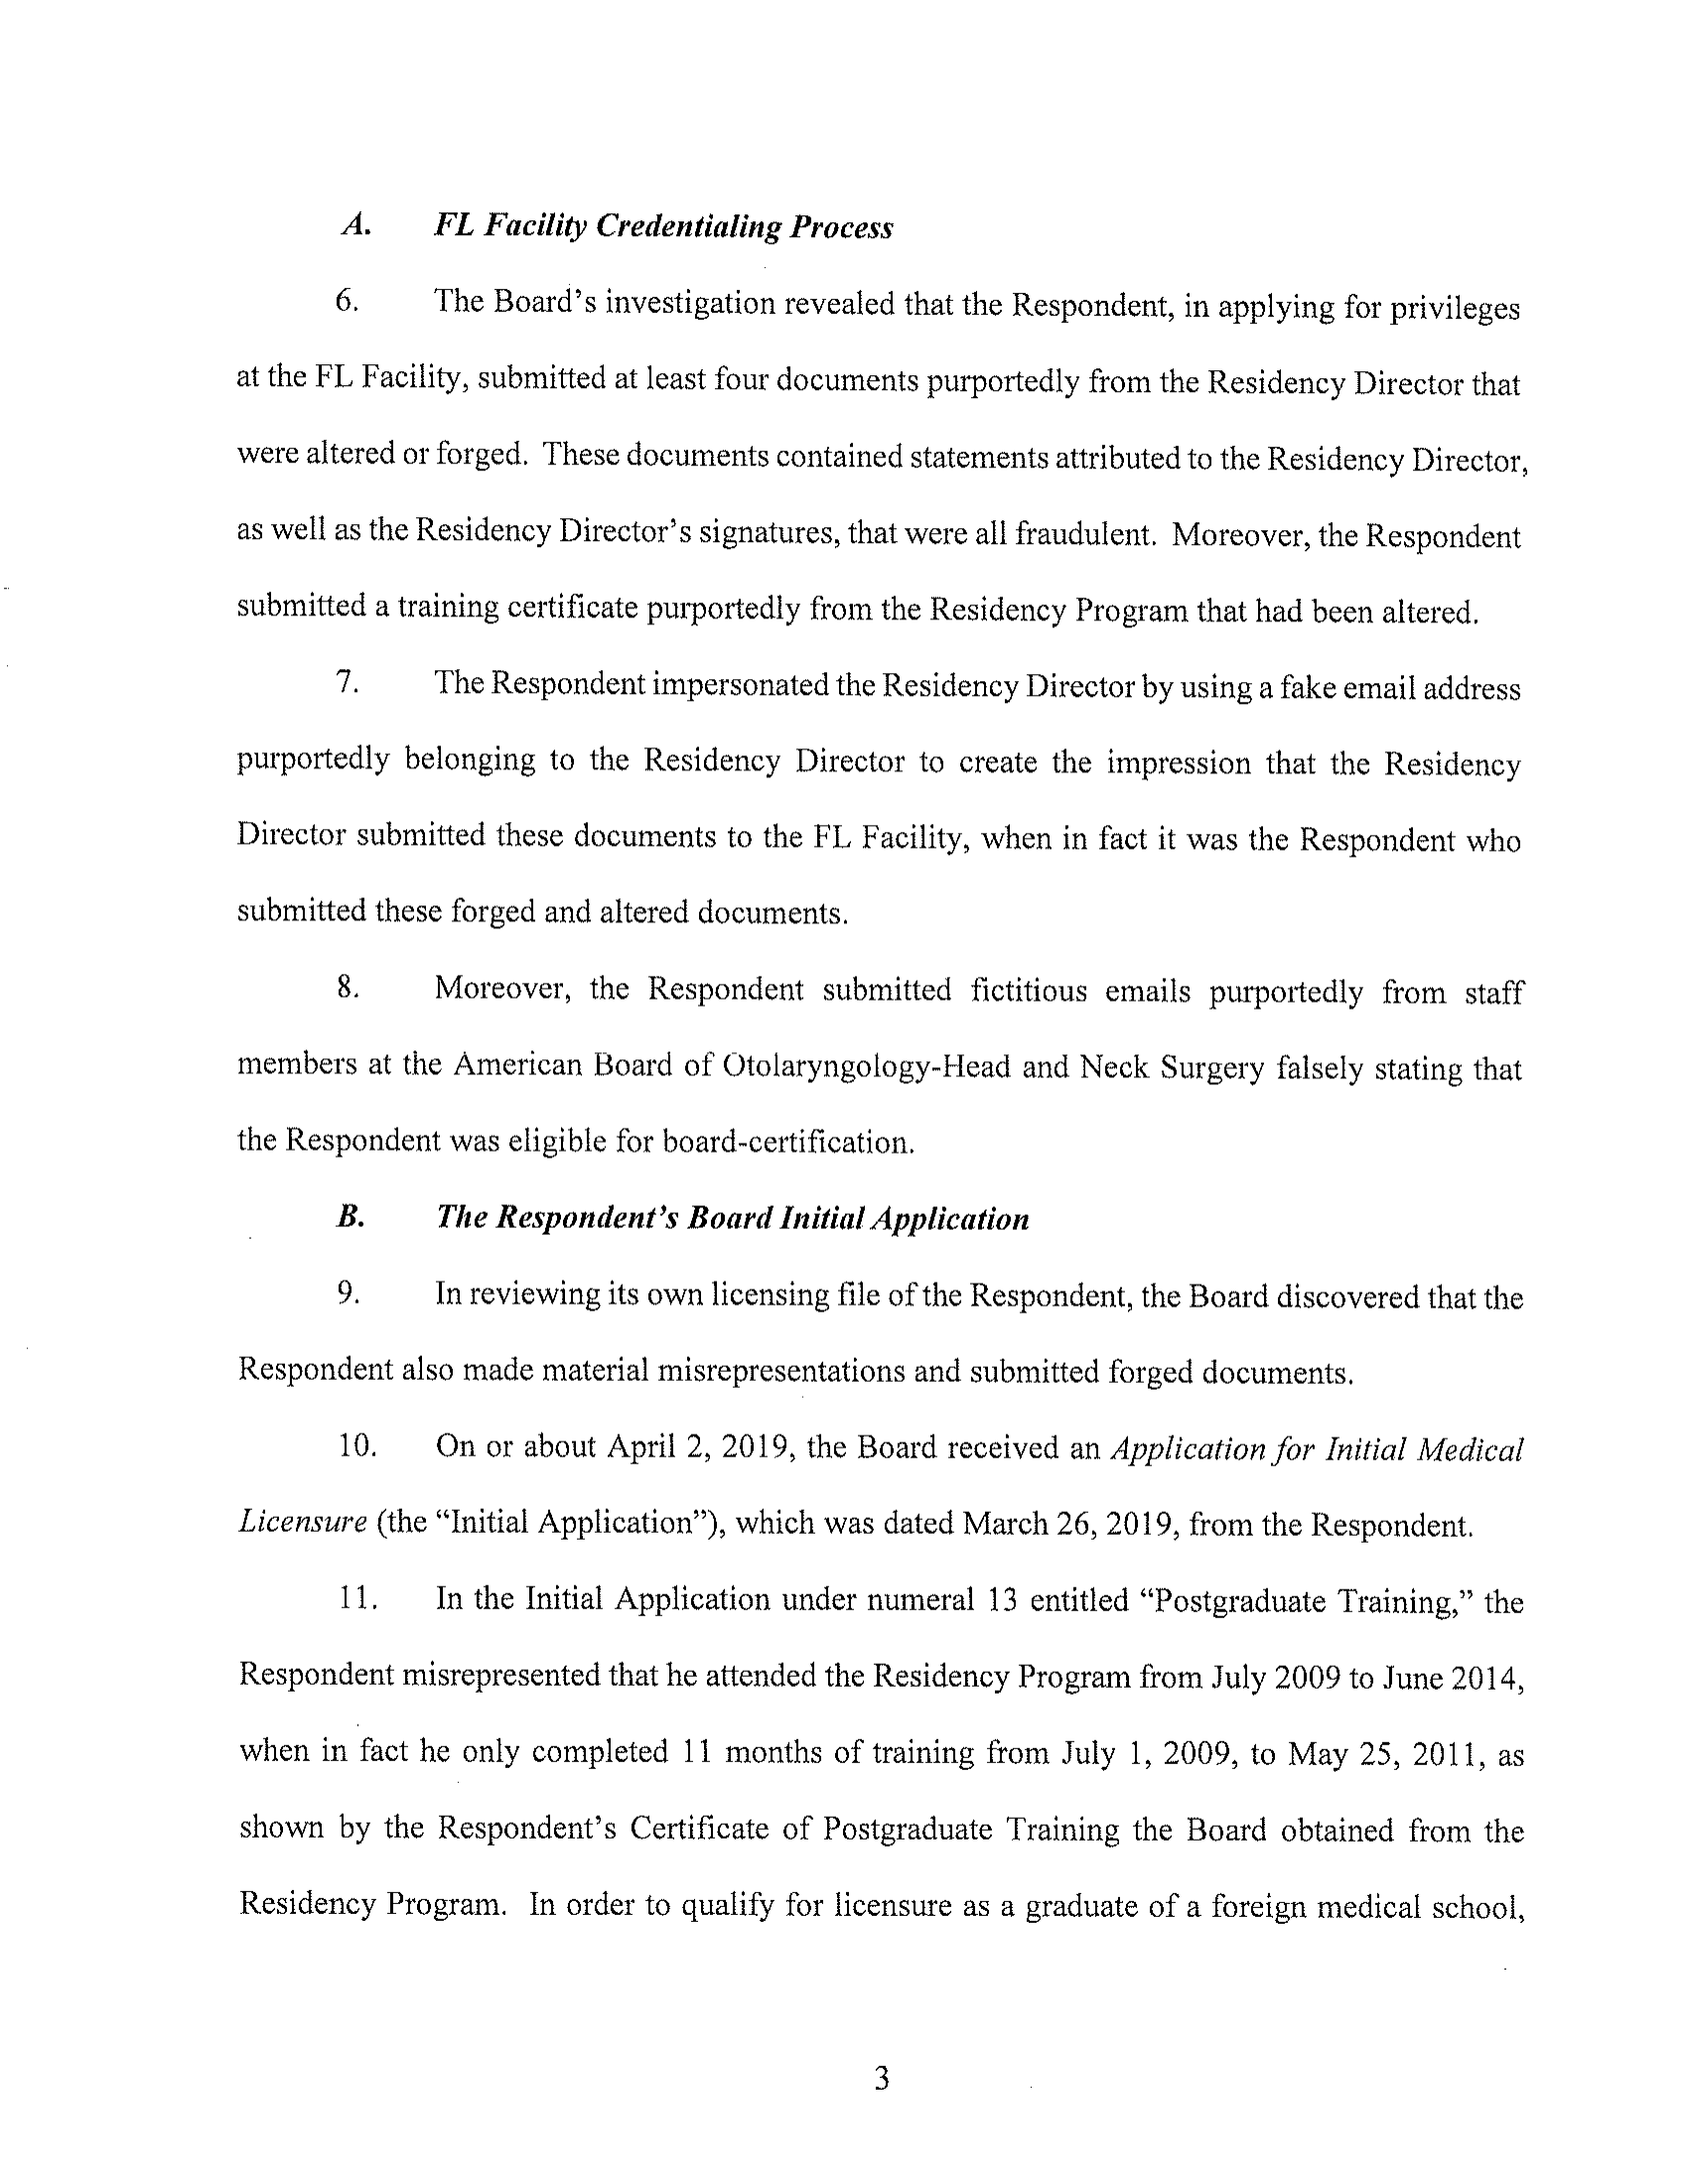 A. FL Facility Credentialing Process
6. The Board's investigation revealed that the Respondent, in applying for privileges
at the FL Facility, submitted at least four documents purportedly from the Residency Director that
were altered or forged. These documents contained statements attributed to the Residency Director,
as well as the Residency Director's signatures, that were all fraudulent. Moreover, the Respondent
submitted a training certificate purportedly from the Residency Program that had been altered.
7. The Respondent impersonated the Residency Director by using a fake email address
purportedly belonging to the Residency Director to create the impression that the Residency
Director submitted these documents to the FL Facility, when in fact it was the Respondent who
submitted these forged and altered documents.
8. Moreover, the Respondent submitted fictitious emails purportedly from staff
members at the American Board of Otolaryngology-Head and Neck Surgery falsely stating that
the Respondent was eligible for board-certification.
B. The Respondent's Board Initial Application
9. In reviewing its own licensing file of the Respondent, the Board discovered that the
Respondent also made material misrepresentations and submitted forged documents.
10. On or about April 2, 2019, the Board received an Application for Initial Medical
Licensure (the “Initial Application”), which was dated March 26, 2019, from the Respondent.
11. In the Initial Application under numeral 13 entitled “Postgraduate Training,” the
Respondent misrepresented that he attended the Residency Program from July 2009 to June 2014,
when in fact he only completed 11 months of training from July 1, 2009, to May 25, 2011, as
shown by the Respondent's Certificate of Postgraduate Training the Board obtained from the
Residency Program. In order to qualify for licensure as a graduate of a foreign medical school,
3